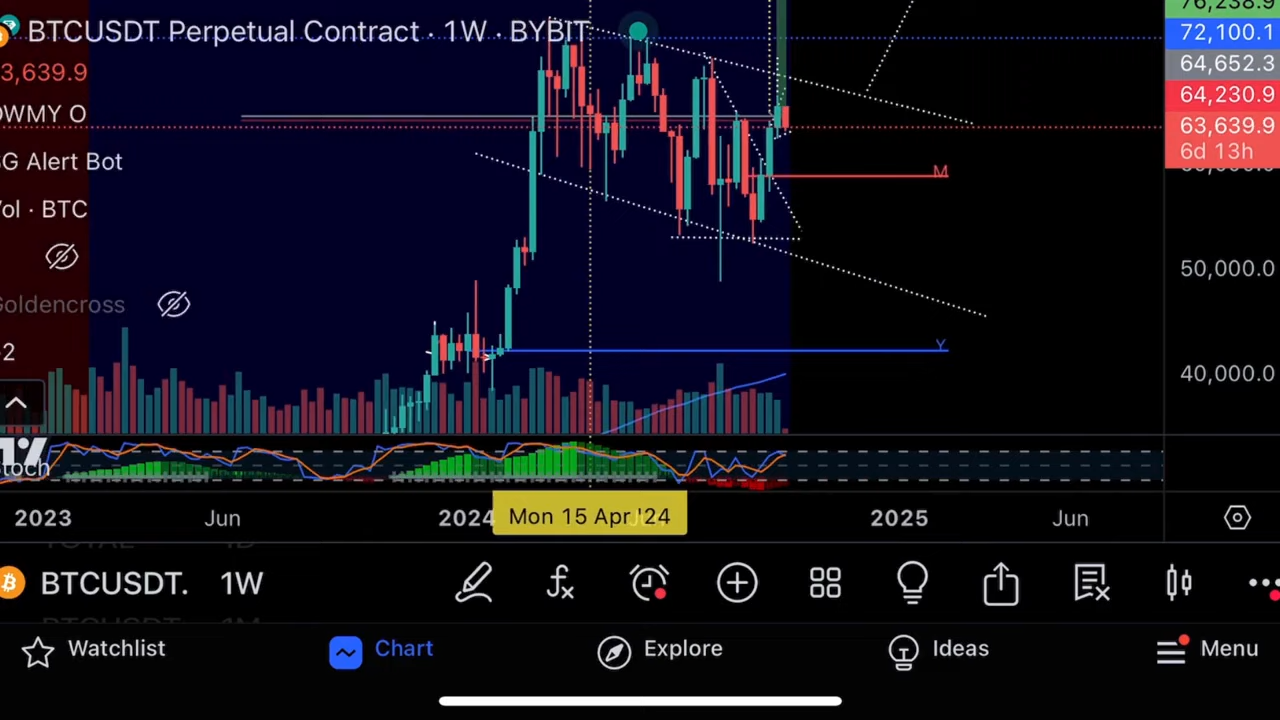 BTCUSDT Perpetual Contract · 1W · BYBIT
76,238.9
72,100.1
3,639.9
64,652.3
OWMY O
64,230.9
63,639.9
6d 13h
G Alert Bot
M
ol · BTC
50,000.0
Goldencross
Y
2
40,000.0
Stoch
2023
Jun
2024
Mon 15 Apr '24
2025
Jun
BTCUSDT.
1W
Watchlist
Chart
Explore
Ideas
Menu